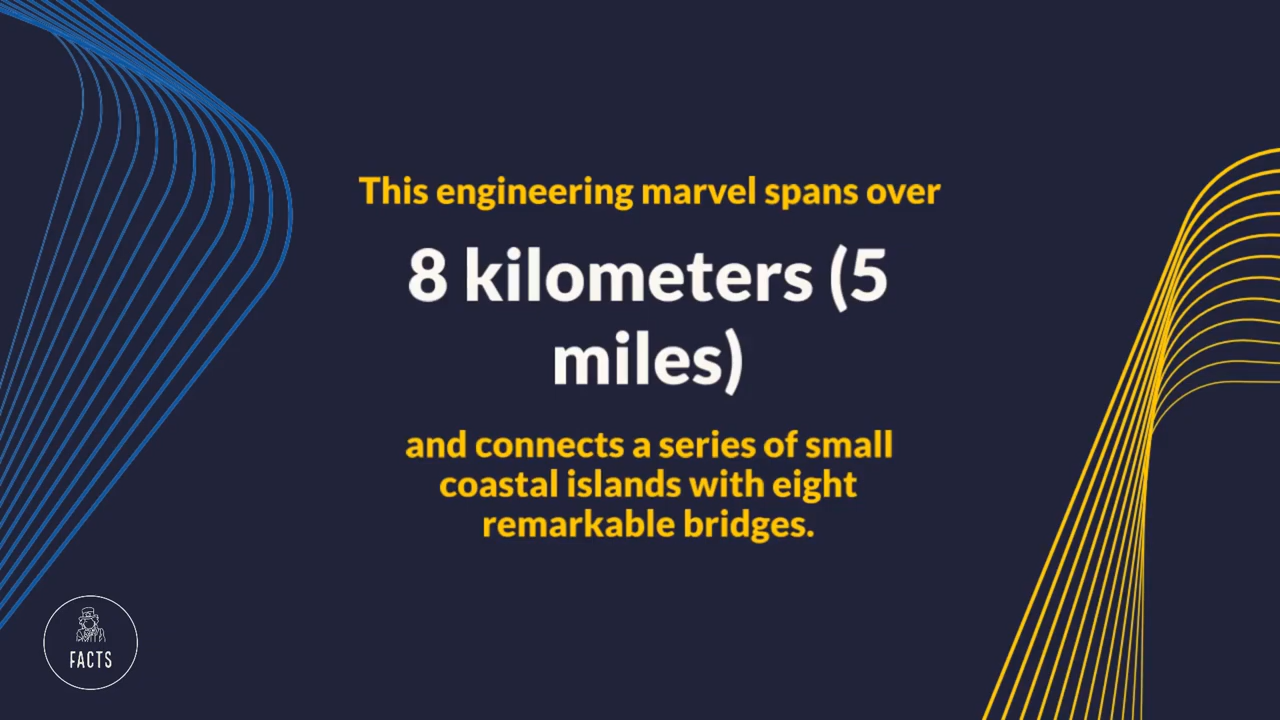 This engineering marvel spans over
8 kilometers (5
miles)
and connects a series of small
coastal islands with eight
remarkable bridges.
FACTS